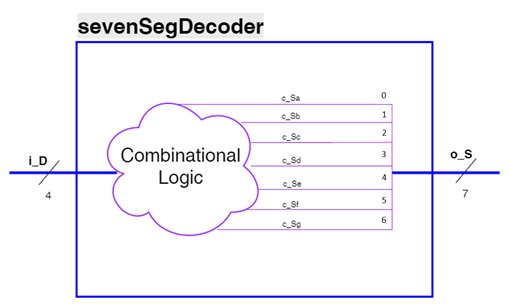 sevenSegDecoder
c_Sa 0
c_Sb 1
c_Sc 2
c_Sd 3
c_Se 4
c_Sf 5
c_Sg 6
Combinational
Logic
i_D
4
o_S
7